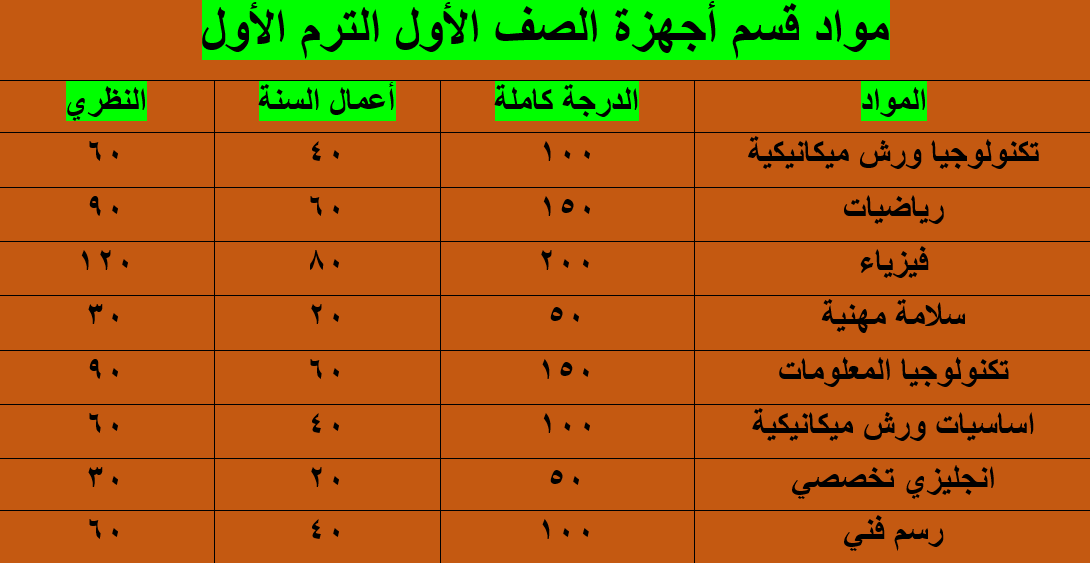 مواد قسم أجهزة الصف الأول الترم الأول
المواد الدرجة كاملة أعمال السنة النظري
تكنولوجيا ورش ميكانيكية ١٠٠ ٤٠ ٦٠
رياضيات ١٥٠ ٦٠ ٩٠
فيزياء ٢٠٠ ٨٠ ١٢٠
سلامة مهنية ٥٠ ٢٠ ٣٠
تكنولوجيا المعلومات ١٥٠ ٦٠ ٩٠
اساسيات ورش ميكانيكية ١٠٠ ٤٠ ٦٠
انجليزي تخصصي ٥٠ ٢٠ ٣٠
رسم فني ١٠٠ ٤٠ ٦٠